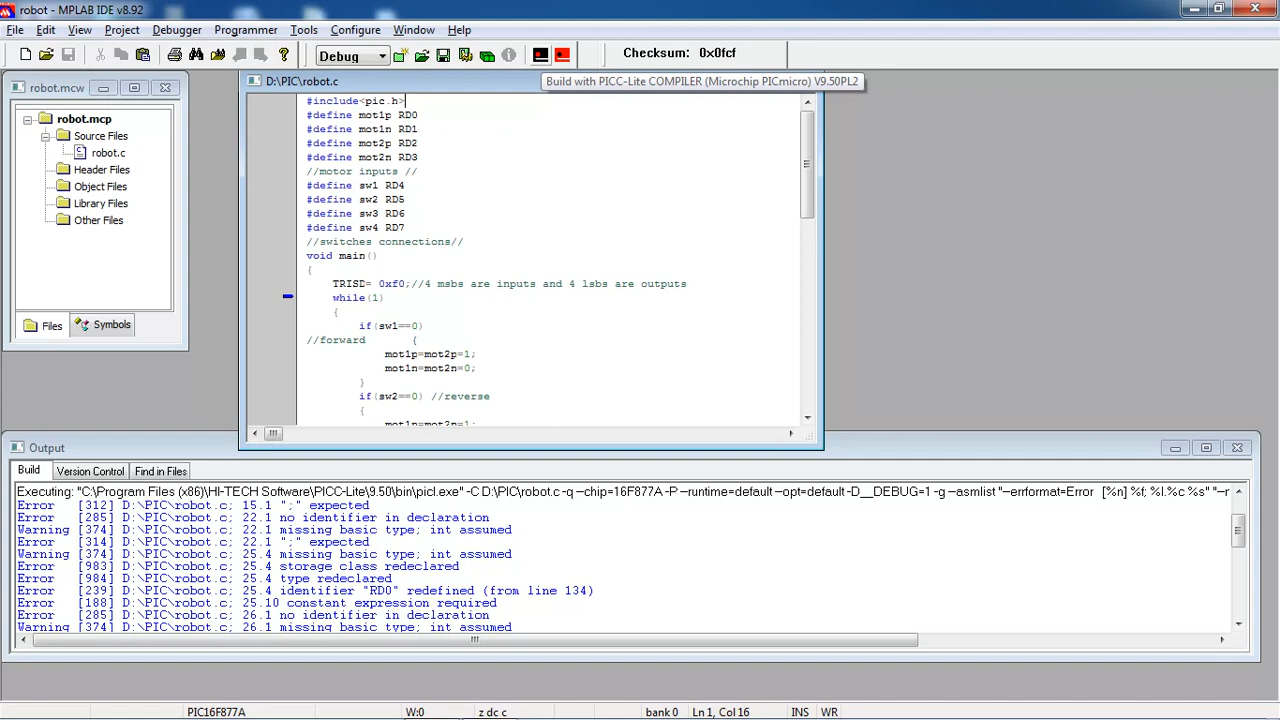 robot - MPLAB IDE v8.92
File Edit View Project Debugger Programmer Tools Configure Window Help
Debug
Checksum: 0x0fcf
robot.mcw
D:\PIC\robot.c
Build with PICC-Lite COMPILER (Microchip PICmicro) V9.50PL2
robot.mcp
Source Files
robot.c
Header Files
Object Files
Library Files
Other Files
Files Symbols
#include<pic.h>
#define mot1p RD0
#define mot1n RD1
#define mot2p RD2
#define mot2n RD3
//motor inputs //
#define sw1 RD4
#define sw2 RD5
#define sw3 RD6
#define sw4 RD7
//switches connections//
void main()
{
TRISD= 0xf0;//4 msbs are inputs and 4 lsbs are outputs
while(1)
{
if(sw1==0)
//forward {
mot1p=mot2p=1;
mot1n=mot2n=0;
}
if(sw2==0) //reverse
{
mot1n=mot2n=1;
Output
Build Version Control Find in Files
Executing: "C:\Program Files (x86)\HI-TECH Software\PICC-Lite\9.50\bin\picl.exe" -C D:\PIC\robot.c -q --chip=16F877A -P --runtime=default --opt=default -D__DEBUG=1 -g --asmlist "--errformat=Error [%n] %f; %l.%c %s" "--r
Error [312] D:\PIC\robot.c; 15.1 ";" expected
Error [285] D:\PIC\robot.c; 22.1 no identifier in declaration
Warning [374] D:\PIC\robot.c; 22.1 missing basic type; int assumed
Error [314] D:\PIC\robot.c; 22.1 ";" expected
Warning [374] D:\PIC\robot.c; 25.4 missing basic type; int assumed
Error [983] D:\PIC\robot.c; 25.4 storage class redeclared
Error [984] D:\PIC\robot.c; 25.4 type redeclared
Error [239] D:\PIC\robot.c; 25.4 identifier "RD0" redefined (from line 134)
Error [188] D:\PIC\robot.c; 25.10 constant expression required
Error [285] D:\PIC\robot.c; 26.1 no identifier in declaration
Warning [374] D:\PIC\robot.c; 26.1 missing basic type; int assumed
PIC16F877A W:0 z dc c bank 0 Ln 1, Col 16 INS WR